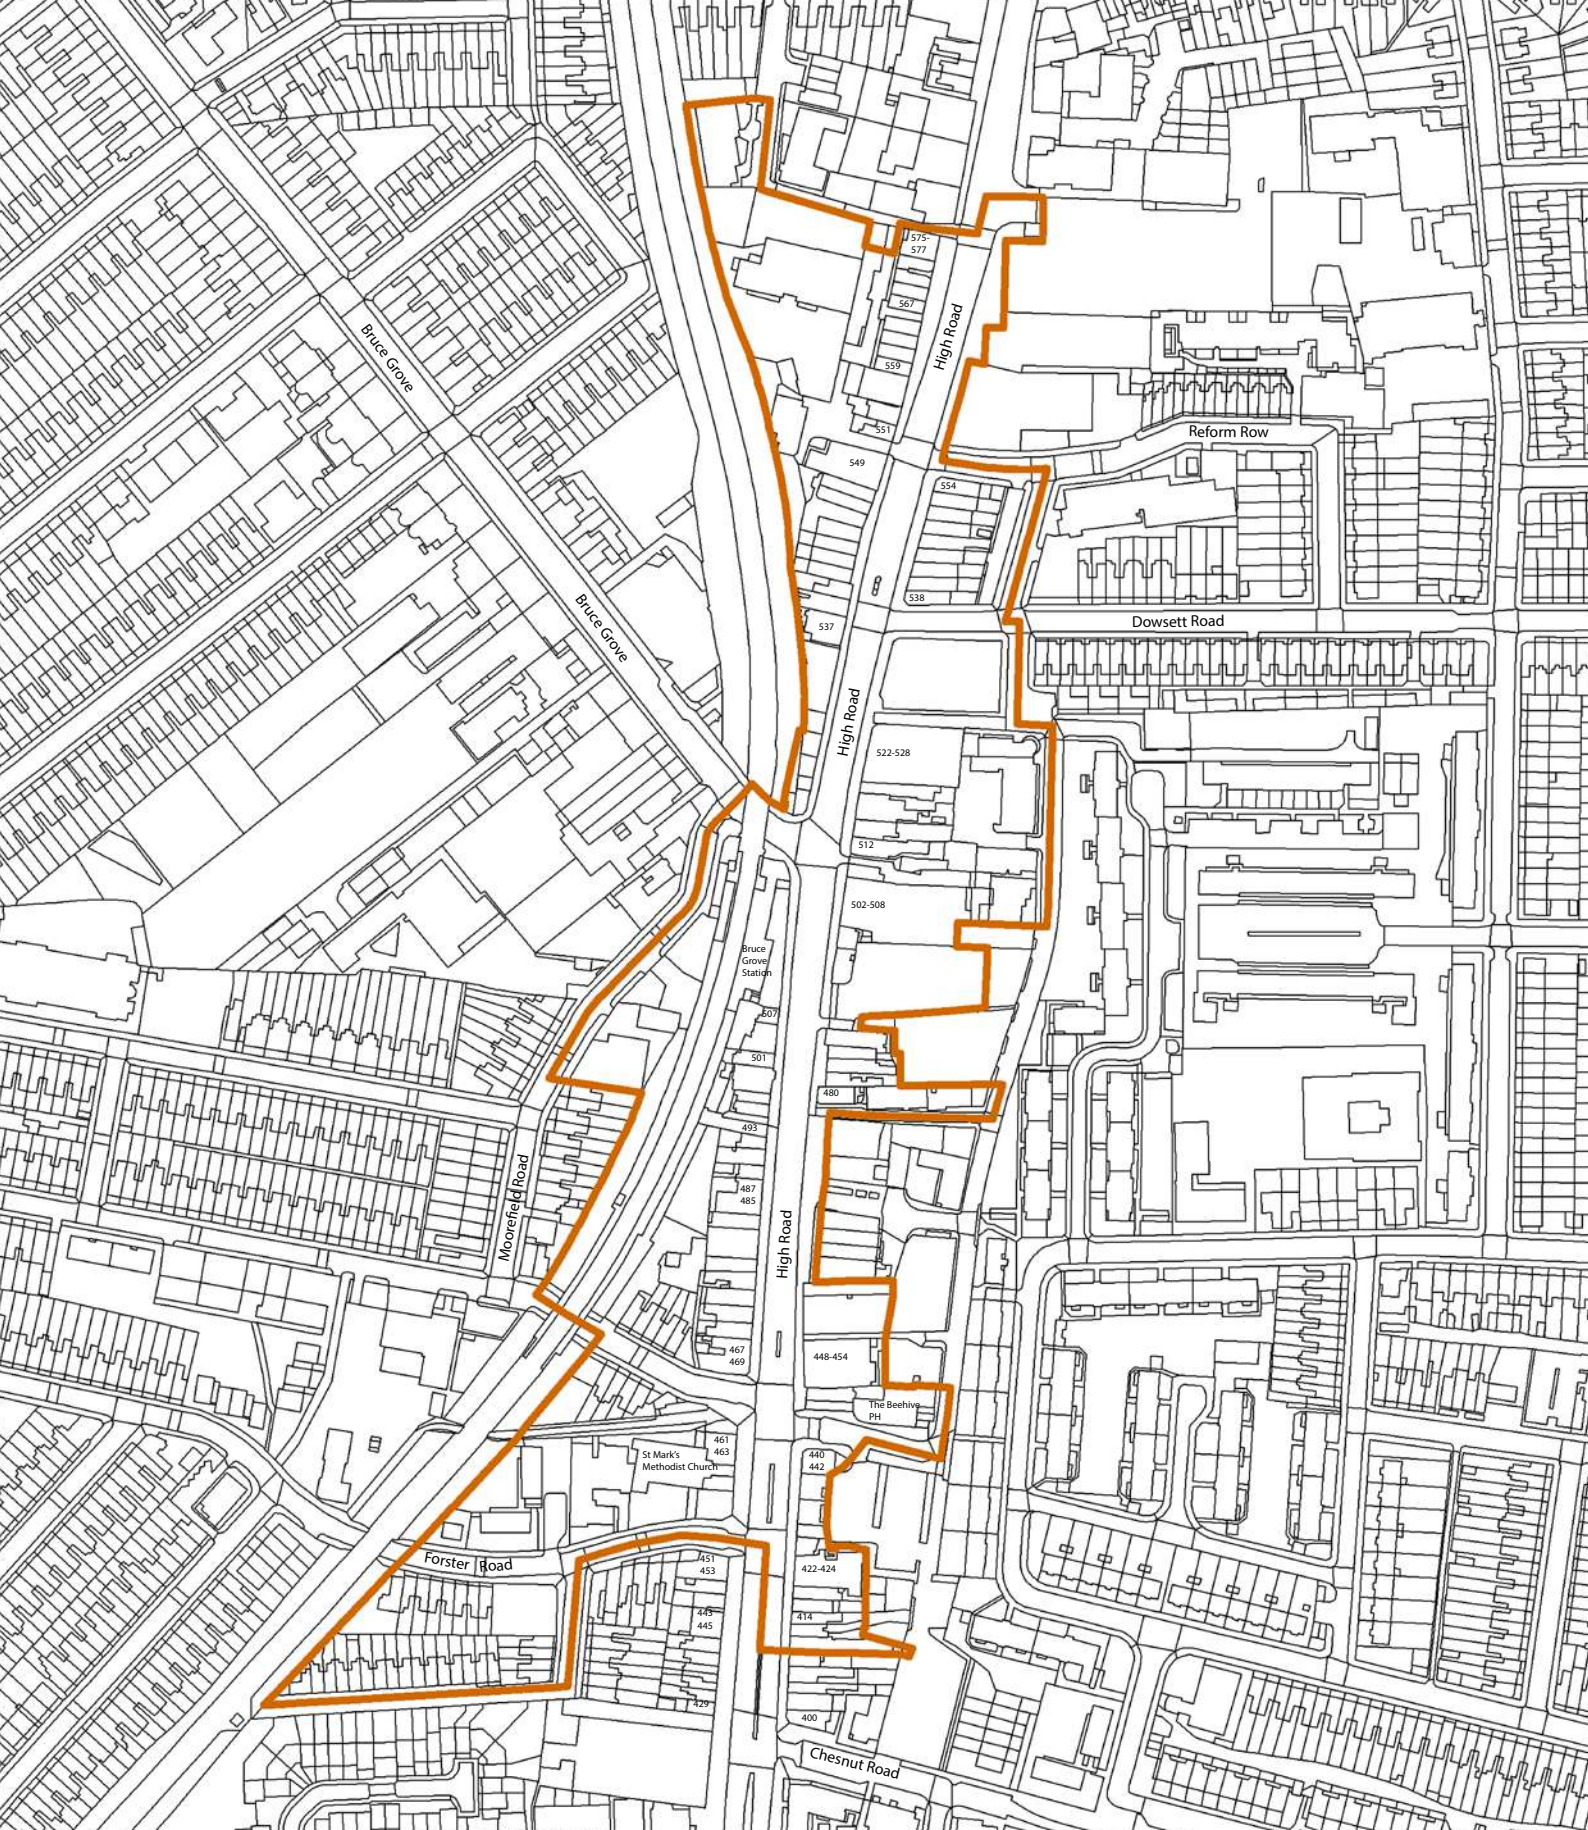 575-
577
567
High Road
Bruce Grove
559
551
Reform Row
549
554
538
Bruce Grove
537
Dowsett Road
High Road
522-528
512
502-508
Bruce
Grove
Station
507
501
480
493
Moorefield Road
487
485
High Road
467
469
448-454
The Beehive
PH
461
463
St Mark's
Methodist Church
440
442
Forster Road
451
453
422-424
443
445
414
429
400
Chesnut Road